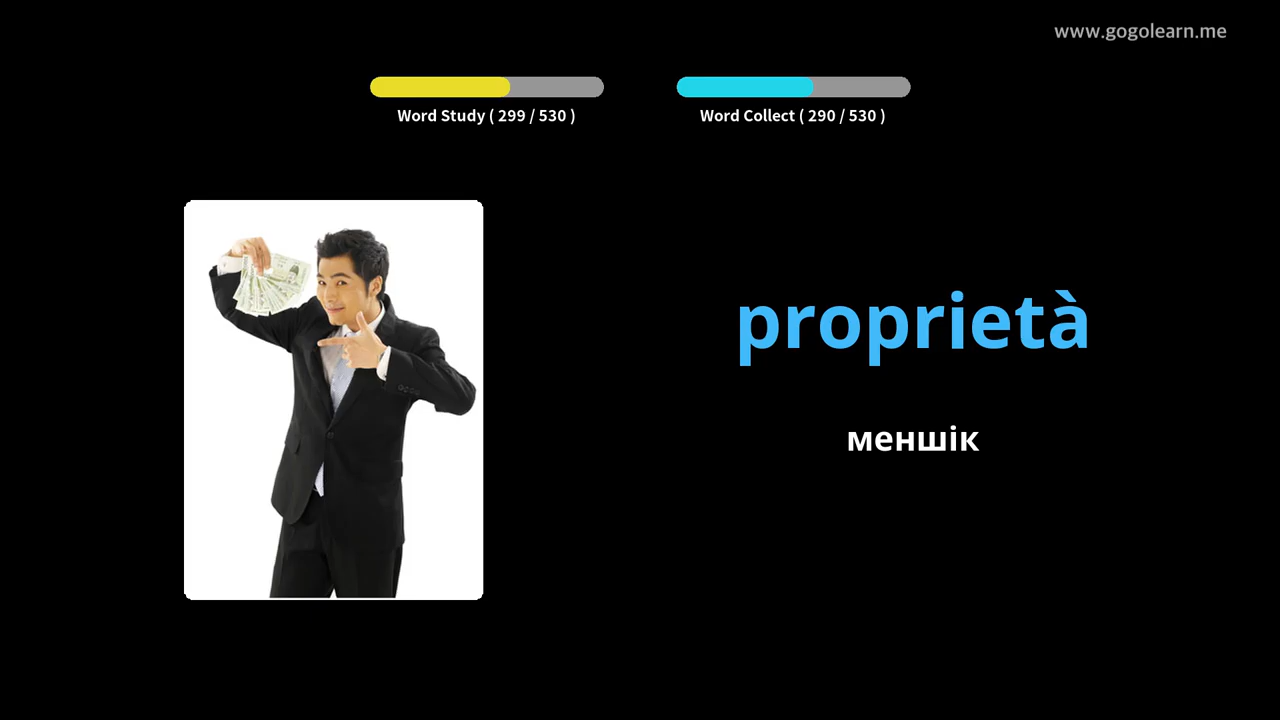 www.gogolearn.me
Word Study ( 299 / 530 )
Word Collect ( 290 / 530 )
proprietà
меншік